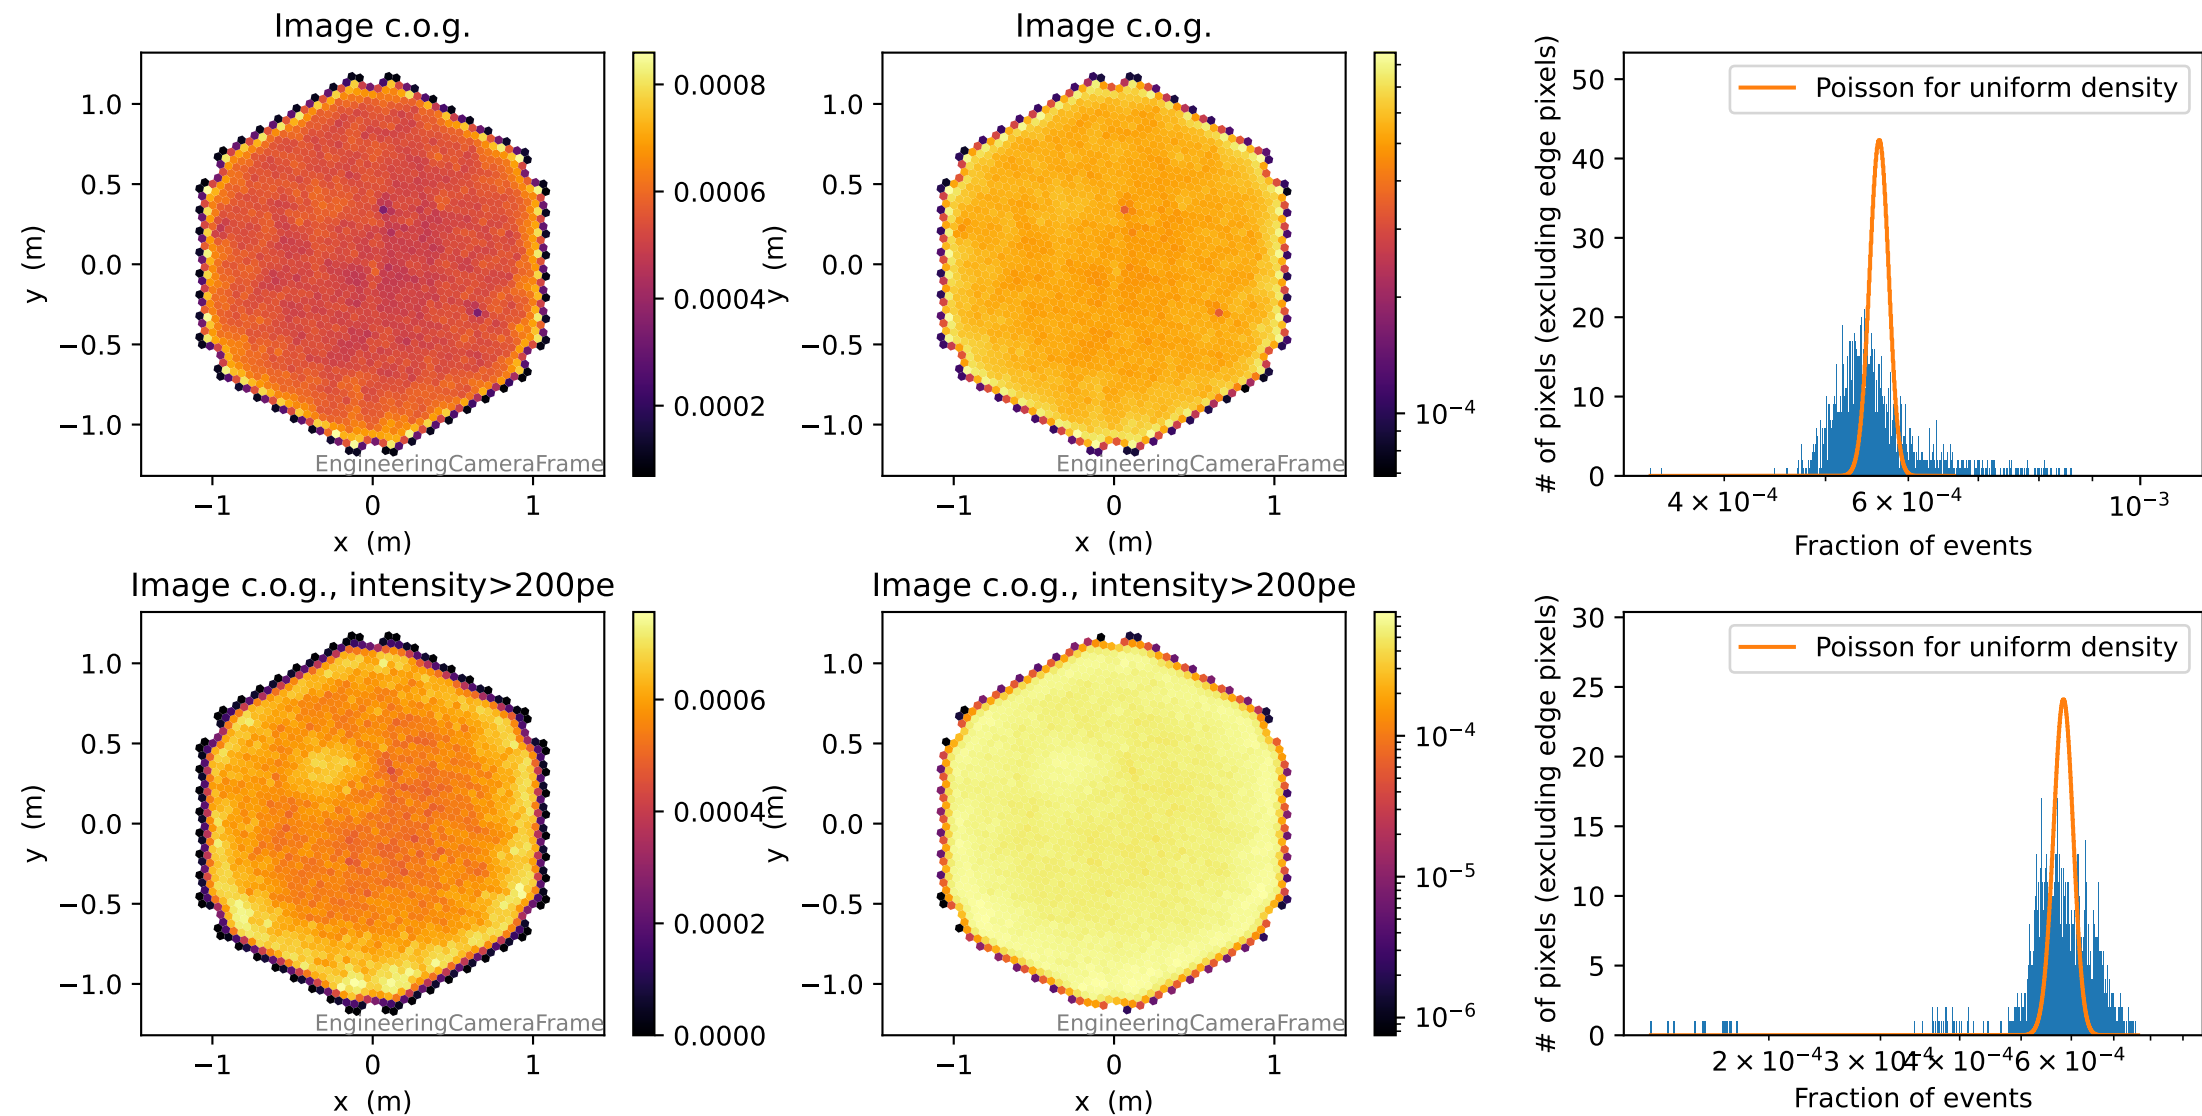 Image c.o.g.
1.0
0.5
0.0
−0.5
−1.0
y (m)
−1 0 1
x (m)
EngineeringCameraFrame
0.0008
0.0006
0.0004
0.0002
Image c.o.g.
1.0
0.5
0.0
−0.5
−1.0
y (m)
−1 0 1
x (m)
EngineeringCameraFrame
10⁻⁴
# of pixels (excluding edge pixels)
50
40
30
20
10
0
Poisson for uniform density
4 × 10⁻⁴ 6 × 10⁻⁴ 10⁻³
Fraction of events
Image c.o.g., intensity>200pe
1.0
0.5
0.0
−0.5
−1.0
y (m)
−1 0 1
x (m)
EngineeringCameraFrame
0.0006
0.0004
0.0002
0.0000
Image c.o.g., intensity>200pe
1.0
0.5
0.0
−0.5
−1.0
y (m)
−1 0 1
x (m)
EngineeringCameraFrame
10⁻⁴
10⁻⁵
10⁻⁶
# of pixels (excluding edge pixels)
30
25
20
15
10
5
0
Poisson for uniform density
2 × 10⁻⁴ 3 × 10⁻⁴ 4 × 10⁻⁴ 6 × 10⁻⁴
Fraction of events